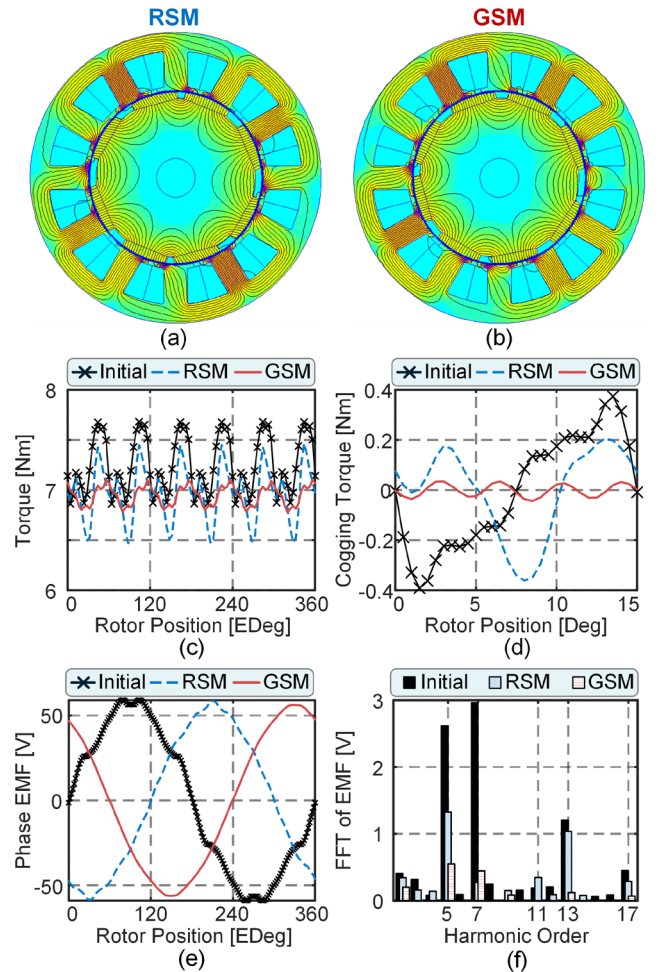 RSM
GSM
(a)
(b)
Initial RSM GSM
8
7
6
Torque [Nm]
0 120 240 360
Rotor Position [EDeg]
(c)
Initial RSM GSM
0.4
0.2
0
-0.2
-0.4
Cogging Torque [Nm]
0 5 10 15
Rotor Position [Deg]
(d)
Initial RSM GSM
50
0
-50
Phase EMF [V]
0 120 240 360
Rotor Position [EDeg]
(e)
Initial RSM GSM
3
2
1
0
FFT of EMF [V]
5 7 11 13 17
Harmonic Order
(f)